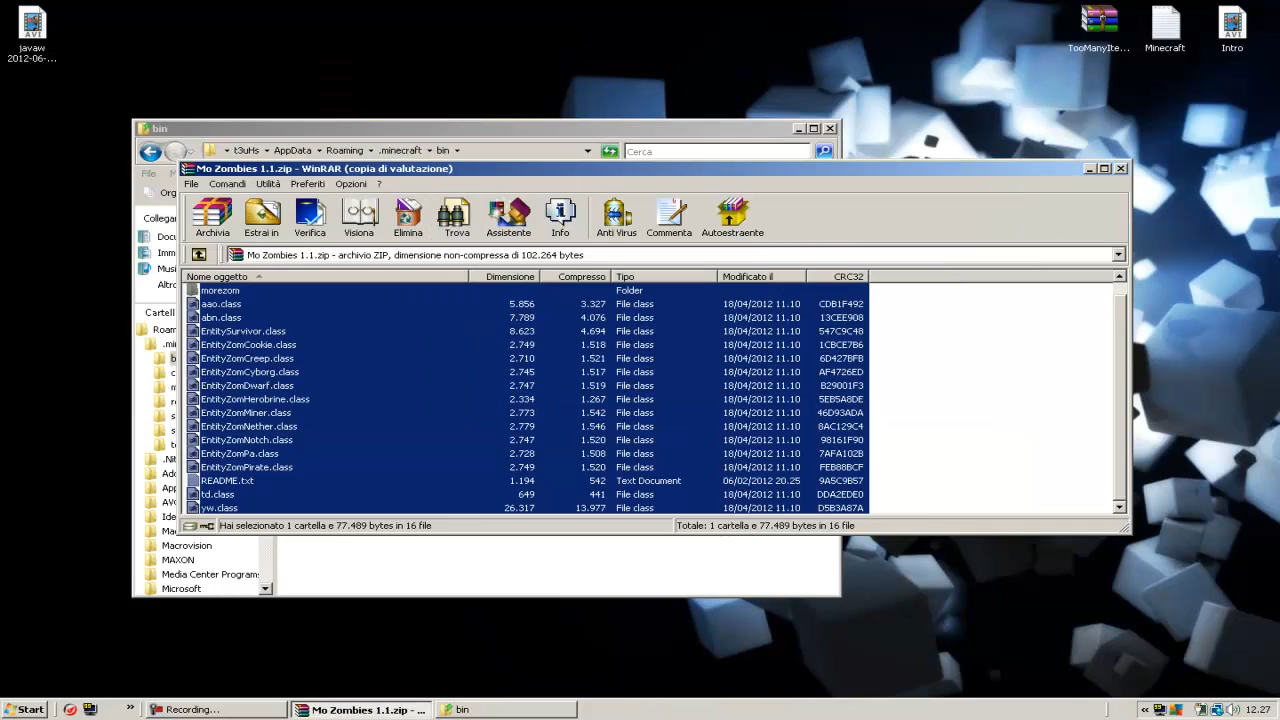 javaw
2012-06-...
TooManyIte...
Minecraft
Intro
bin
t3uHs
AppData
Roaming
.minecraft
bin
Cerca
File
Org
Mo Zombies 1.1.zip - WinRAR (copia di valutazione)
File Comandi Utilità Preferiti Opzioni ?
Archivia Estrai in Verifica Visiona Elimina Trova Assistente Info Anti Virus Commenta Autoestraente
Mo Zombies 1.1.zip - archivio ZIP, dimensione non-compressa di 102.264 bytes
Nome oggetto Dimensione Compresso Tipo Modificato il CRC32
morezom Folder
aao.class 5.856 3.327 File class 18/04/2012 11.10 CDB1F492
abn.class 7.789 4.076 File class 18/04/2012 11.10 13CEE908
EntitySurvivor.class 8.623 4.694 File class 18/04/2012 11.10 547C9C48
EntityZomCookie.class 2.749 1.518 File class 18/04/2012 11.10 1CBCE7B6
EntityZomCreep.class 2.710 1.521 File class 18/04/2012 11.10 6D427BFB
EntityZomCyborg.class 2.745 1.517 File class 18/04/2012 11.10 AF4726ED
EntityZomDwarf.class 2.747 1.519 File class 18/04/2012 11.10 B29001F3
EntityZomHerobrine.class 2.334 1.267 File class 18/04/2012 11.10 5EB5A8DE
EntityZomMiner.class 2.773 1.542 File class 18/04/2012 11.10 46D93ADA
EntityZomNether.class 2.779 1.546 File class 18/04/2012 11.10 8AC129C4
EntityZomNotch.class 2.747 1.520 File class 18/04/2012 11.10 98161F90
EntityZomPa.class 2.728 1.508 File class 18/04/2012 11.10 7AFA102B
EntityZomPirate.class 2.749 1.520 File class 18/04/2012 11.10 FEB88BCF
README.txt 1.194 542 Text Document 06/02/2012 20.25 9A5C9B57
td.class 649 441 File class 18/04/2012 11.10 DDA2EDE0
yw.class 26.317 13.977 File class 18/04/2012 11.10 D5B3A87A
Hai selezionato 1 cartella e 77.489 bytes in 16 file
Totale: 1 cartella e 77.489 bytes in 16 file
Collegar
Docu
Imm
Musi
Altro
Cartell
Roam
.mi
Macrovision
MAXON
Media Center Programs
Microsoft
Start
Recording...
Mo Zombies 1.1.zip - ...
bin
12.27